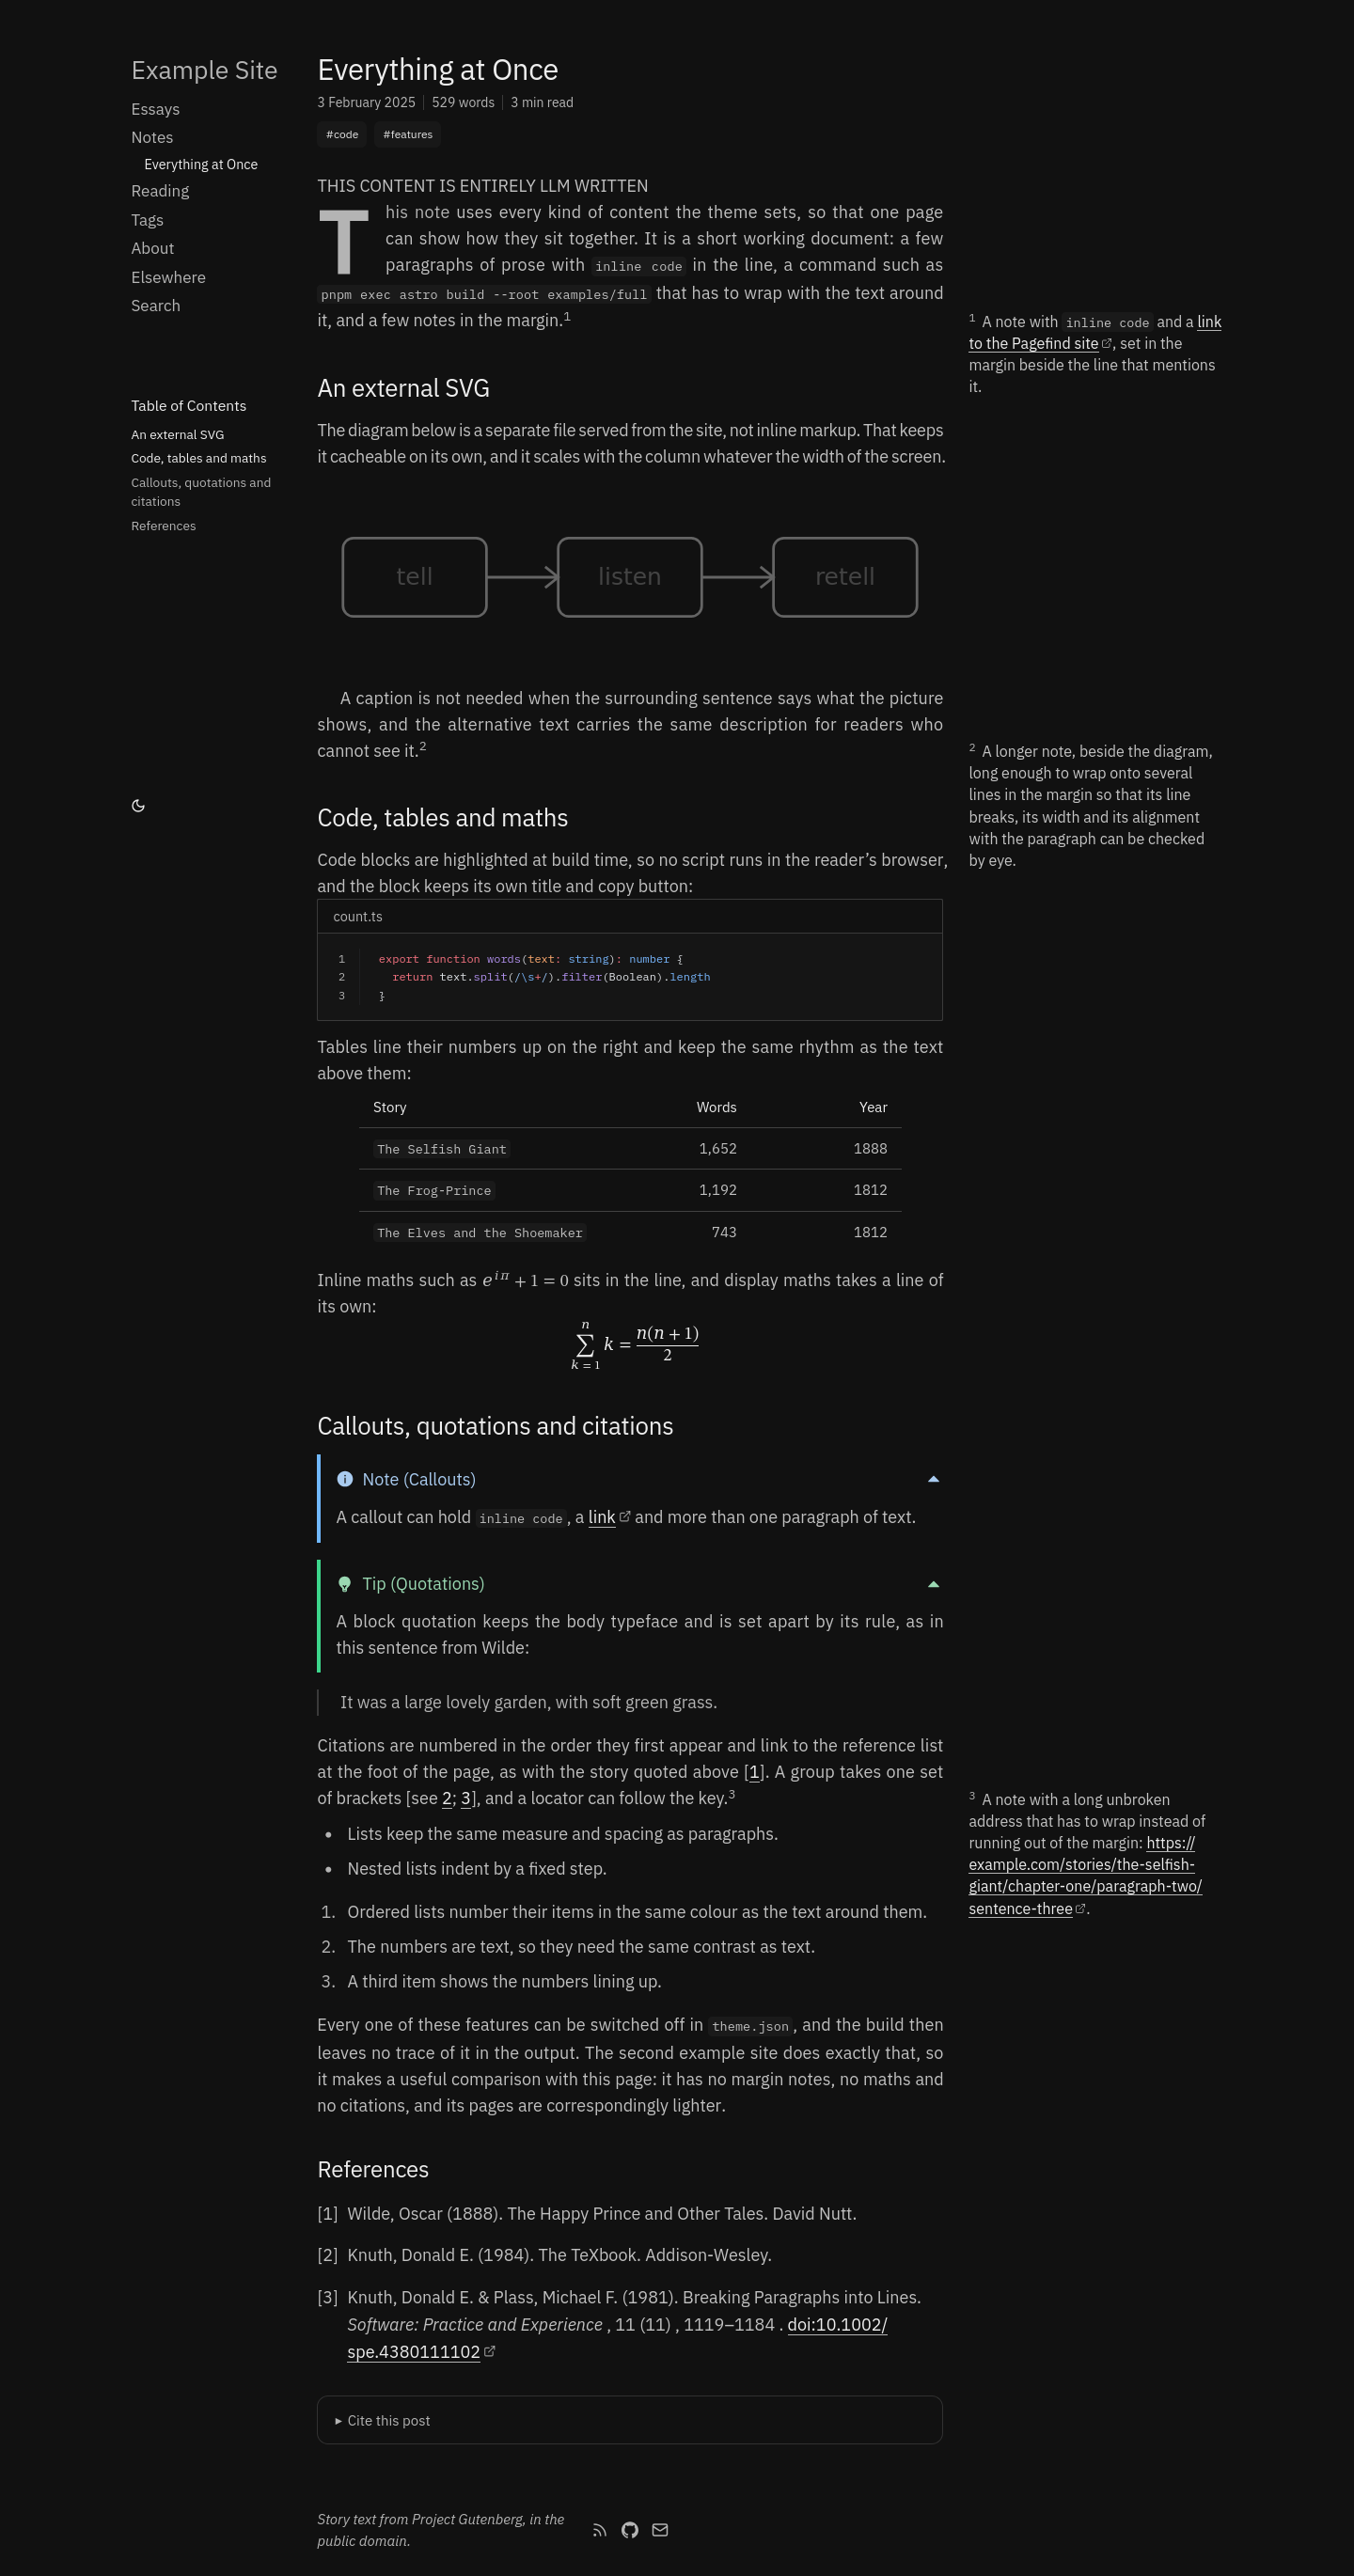 Example Site
Essays
Notes
Everything at Once
Reading
Tags
About
Elsewhere
Search
Table of Contents
An external SVG
Code, tables and maths
Callouts, quotations and
citations
References
Everything at Once
3 February 2025 529 words 3 min read
#code #features
THIS CONTENT IS ENTIRELY LLM WRITTEN
This note uses every kind of content the theme sets, so that one page
can show how they sit together. It is a short working document: a few
paragraphs of prose with inline code in the line, a command such as
pnpm exec astro build --root examples/full that has to wrap with the text around
it, and a few notes in the margin.1
1 A note with inline code and a link
to the Pagefind site, set in the
margin beside the line that mentions
it.
An external SVG
The diagram below is a separate file served from the site, not inline markup. That keeps
it cacheable on its own, and it scales with the column whatever the width of the screen.
tell listen retell
A caption is not needed when the surrounding sentence says what the picture
shows, and the alternative text carries the same description for readers who
cannot see it.2
2 A longer note, beside the diagram,
long enough to wrap onto several
lines in the margin so that its line
breaks, its width and its alignment
with the paragraph can be checked
by eye.
Code, tables and maths
Code blocks are highlighted at build time, so no script runs in the reader’s browser,
and the block keeps its own title and copy button:
count.ts
1 export function words(text: string): number {
2 return text.split(/\s+/).filter(Boolean).length
3 }
Tables line their numbers up on the right and keep the same rhythm as the text
above them:
Story Words Year
The Selfish Giant 1,652 1888
The Frog-Prince 1,192 1812
The Elves and the Shoemaker 743 1812
Inline maths such as e^{iπ} + 1 = 0 sits in the line, and display maths takes a line of
its own:
n
∑ k = n(n + 1)
k = 1 2
Callouts, quotations and citations
Note (Callouts)
A callout can hold inline code, a link and more than one paragraph of text.
Tip (Quotations)
A block quotation keeps the body typeface and is set apart by its rule, as in
this sentence from Wilde:
It was a large lovely garden, with soft green grass.
Citations are numbered in the order they first appear and link to the reference list
at the foot of the page, as with the story quoted above [1]. A group takes one set
of brackets [see 2; 3], and a locator can follow the key.3
3 A note with a long unbroken
address that has to wrap instead of
running out of the margin: https://
example.com/stories/the-selfish-
giant/chapter-one/paragraph-two/
sentence-three.
• Lists keep the same measure and spacing as paragraphs.
• Nested lists indent by a fixed step.
1. Ordered lists number their items in the same colour as the text around them.
2. The numbers are text, so they need the same contrast as text.
3. A third item shows the numbers lining up.
Every one of these features can be switched off in theme.json, and the build then
leaves no trace of it in the output. The second example site does exactly that, so
it makes a useful comparison with this page: it has no margin notes, no maths and
no citations, and its pages are correspondingly lighter.
References
[1] Wilde, Oscar (1888). The Happy Prince and Other Tales. David Nutt.
[2] Knuth, Donald E. (1984). The TeXbook. Addison-Wesley.
[3] Knuth, Donald E. & Plass, Michael F. (1981). Breaking Paragraphs into Lines.
Software: Practice and Experience , 11 (11) , 1119–1184 . doi:10.1002/
spe.4380111102
▸ Cite this post
Story text from Project Gutenberg, in the
public domain.